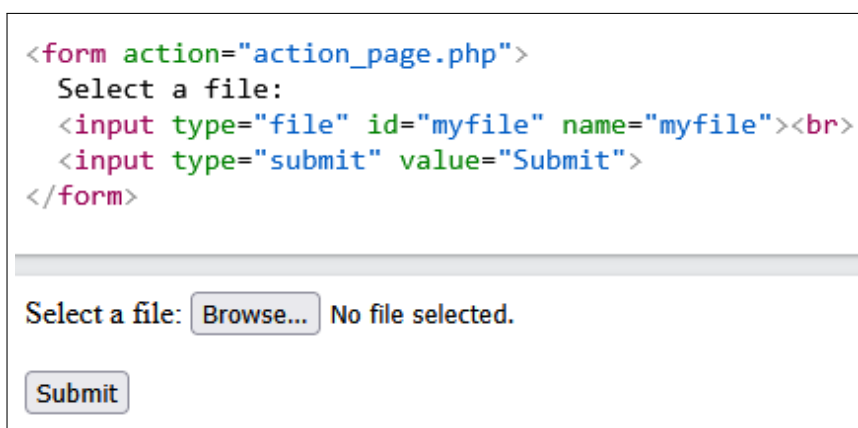 <form action="action_page.php">
  Select a file:
  <input type="file" id="myfile" name="myfile"><br>
  <input type="submit" value="Submit">
</form>
Select a file: Browse... No file selected.
Submit